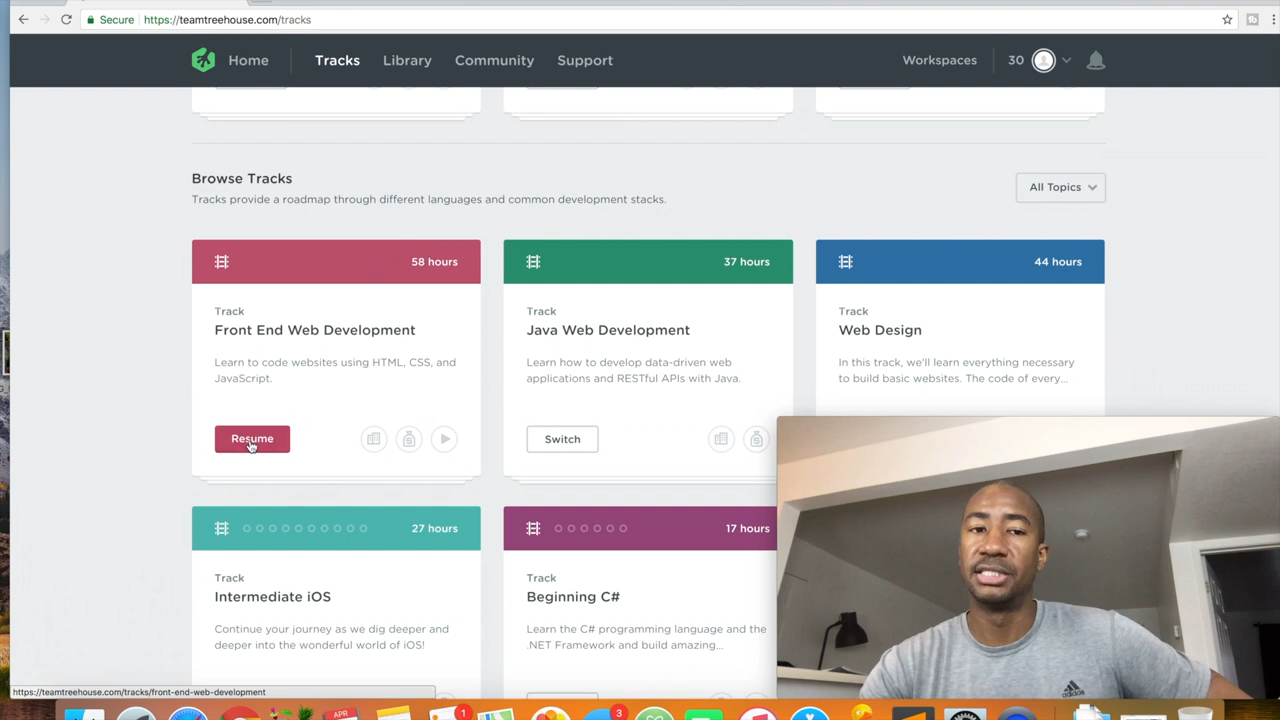 Secure https://teamtreehouse.com/tracks
Home Tracks Library Community Support Workspaces 30
Browse Tracks
Tracks provide a roadmap through different languages and common development stacks.
All Topics
58 hours
Track
Front End Web Development
Learn to code websites using HTML, CSS, and
JavaScript.
Resume
37 hours
Track
Java Web Development
Learn how to develop data-driven web
applications and RESTful APIs with Java.
Switch
44 hours
Track
Web Design
In this track, we'll learn everything necessary
to build basic websites. The code of every...
27 hours
Track
Intermediate iOS
Continue your journey as we dig deeper and
deeper into the wonderful world of iOS!
17 hours
Track
Beginning C#
Learn the C# programming language and the
.NET Framework and build amazing...
https://teamtreehouse.com/tracks/front-end-web-development
APR
1
3
adidas